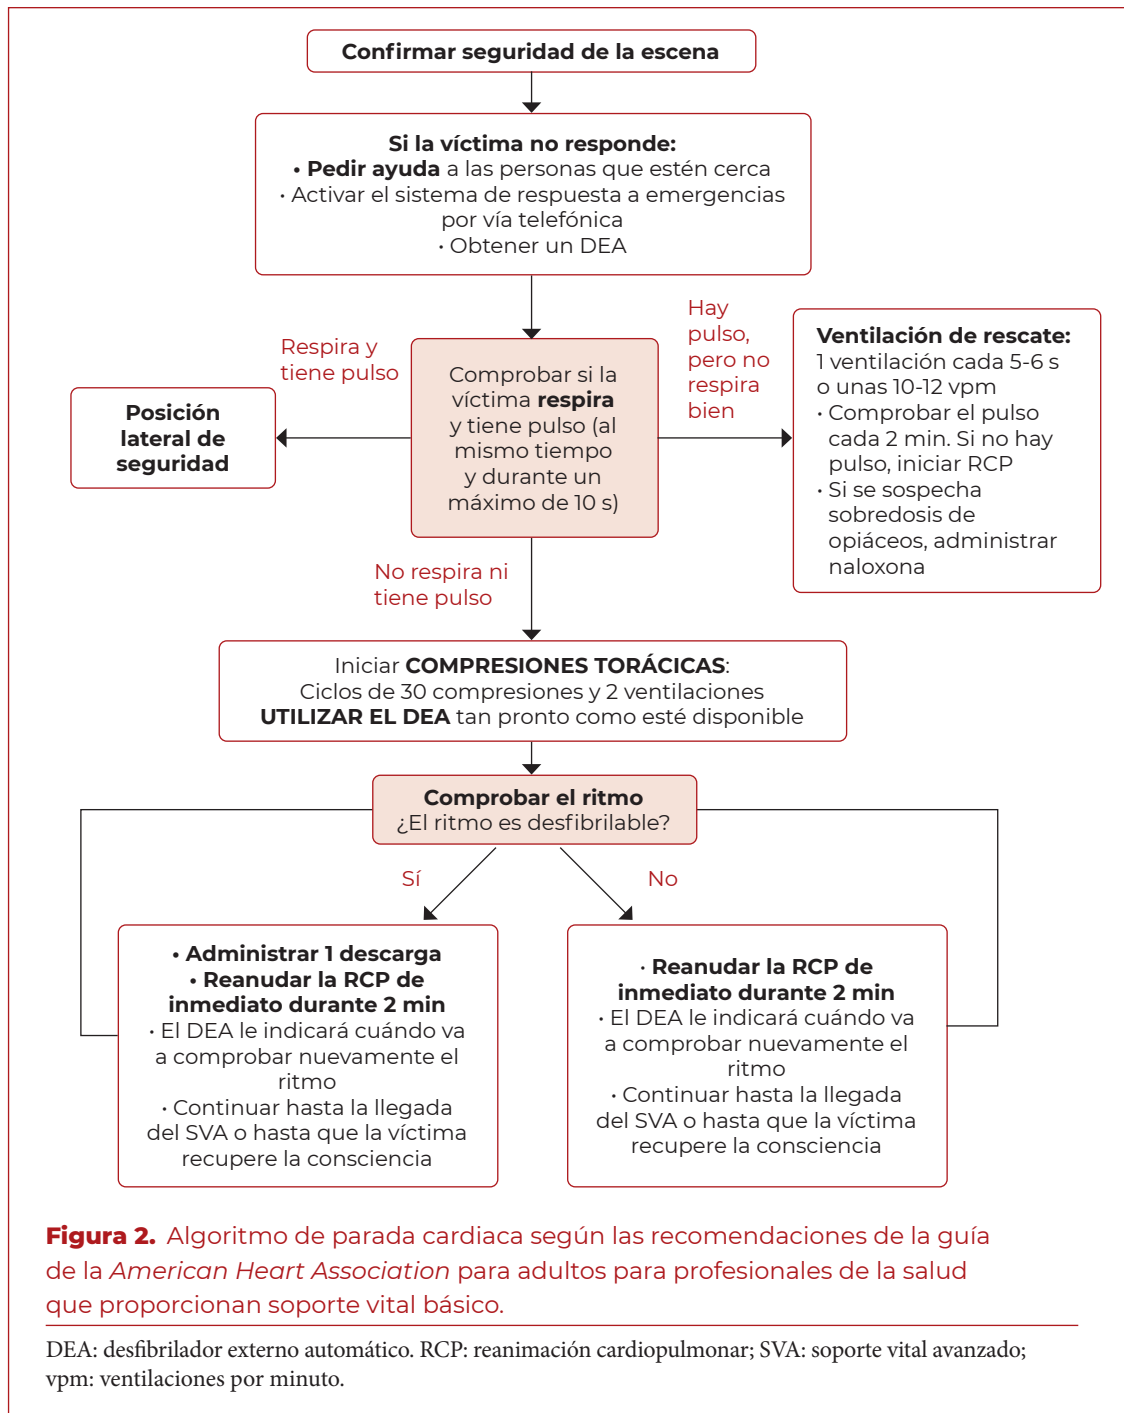 Confirmar seguridad de la escena
Si la víctima no responde:
• Pedir ayuda a las personas que estén cerca
• Activar el sistema de respuesta a emergencias
por vía telefónica
• Obtener un DEA
Respira y
tiene pulso
Hay
pulso,
pero no
respira
bien
Posición
lateral de
seguridad
Comprobar si la
víctima respira
y tiene pulso (al
mismo tiempo
y durante un
máximo de 10 s)
Ventilación de rescate:
1 ventilación cada 5-6 s
o unas 10-12 vpm
• Comprobar el pulso
cada 2 min. Si no hay
pulso, iniciar RCP
• Si se sospecha
sobredosis de
opiáceos, administrar
naloxona
No respira ni
tiene pulso
Iniciar COMPRESIONES TORÁCICAS:
Ciclos de 30 compresiones y 2 ventilaciones
UTILIZAR EL DEA tan pronto como esté disponible
Comprobar el ritmo
¿El ritmo es desfibrilable?
Sí
No
• Administrar 1 descarga
• Reanudar la RCP de
inmediato durante 2 min
• El DEA le indicará cuándo va
a comprobar nuevamente el
ritmo
• Continuar hasta la llegada
del SVA o hasta que la víctima
recupere la consciencia
• Reanudar la RCP de
inmediato durante 2 min
• El DEA le indicará cuándo va
a comprobar nuevamente el
ritmo
• Continuar hasta la llegada
del SVA o hasta que la víctima
recupere la consciencia
Figura 2. Algoritmo de parada cardiaca según las recomendaciones de la guía
de la American Heart Association para adultos para profesionales de la salud
que proporcionan soporte vital básico.
DEA: desfibrilador externo automático. RCP: reanimación cardiopulmonar; SVA: soporte vital avanzado;
vpm: ventilaciones por minuto.